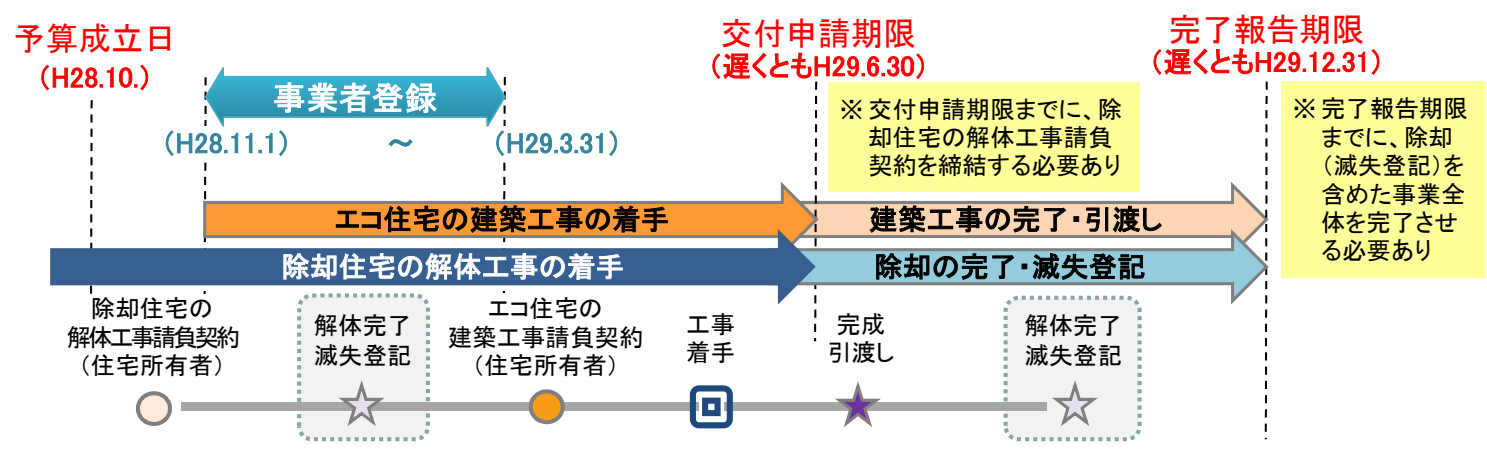 予算成立日
（H28.10.）
事業者登録
（H28.11.1）　～　（H29.3.31）
交付申請期限
（遅くともH29.6.30）
完了報告期限
（遅くともH29.12.31）
※ 交付申請期限までに、除
却住宅の解体工事請負
契約を締結する必要あり
※ 完了報告期限
までに、除却
（滅失登記）を
含めた事業全
体を完了させ
る必要あり
エコ住宅の建築工事の着手
建築工事の完了・引渡し
除却住宅の解体工事の着手
除却の完了・滅失登記
除却住宅の
解体工事請負契約
（住宅所有者）
解体完了
滅失登記
エコ住宅の
建築工事請負契約
（住宅所有者）
工事
着手
完成
引渡し
解体完了
滅失登記